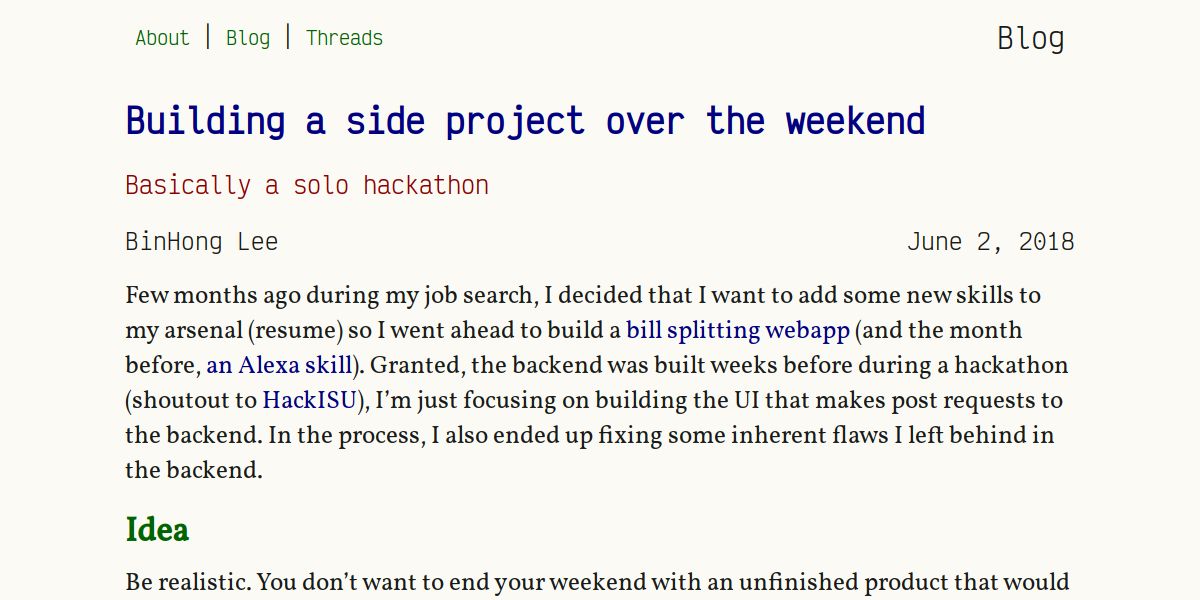 About | Blog | Threads
Blog
Building a side project over the weekend
Basically a solo hackathon
BinHong Lee
June 2, 2018
Few months ago during my job search, I decided that I want to add some new skills to
my arsenal (resume) so I went ahead to build a bill splitting webapp (and the month
before, an Alexa skill). Granted, the backend was built weeks before during a hackathon
(shoutout to HackISU), I’m just focusing on building the UI that makes post requests to
the backend. In the process, I also ended up fixing some inherent flaws I left behind in
the backend.
Idea
Be realistic. You don’t want to end your weekend with an unfinished product that would